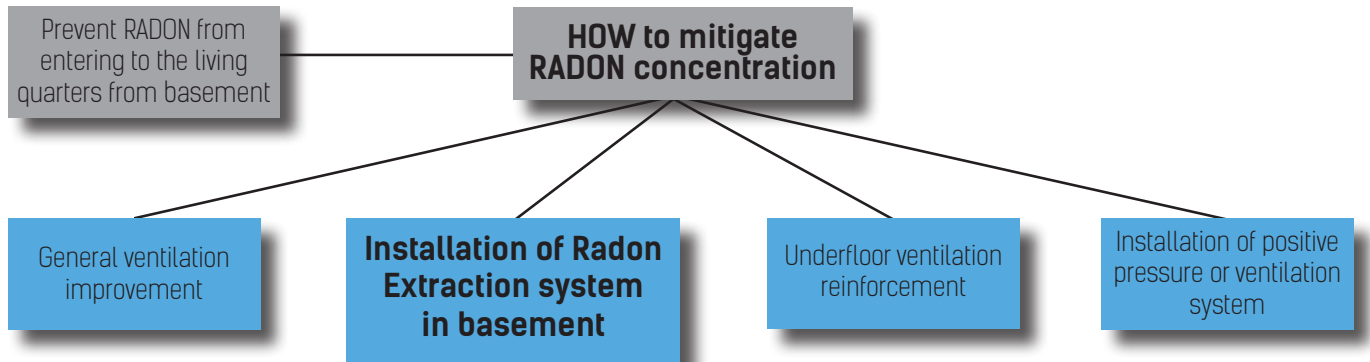 Prevent RADON from
entering to the living
quarters from basement
HOW to mitigate
RADON concentration
General ventilation
improvement
Installation of Radon
Extraction system
in basement
Underfloor ventilation
reinforcement
Installation of positive
pressure or ventilation
system